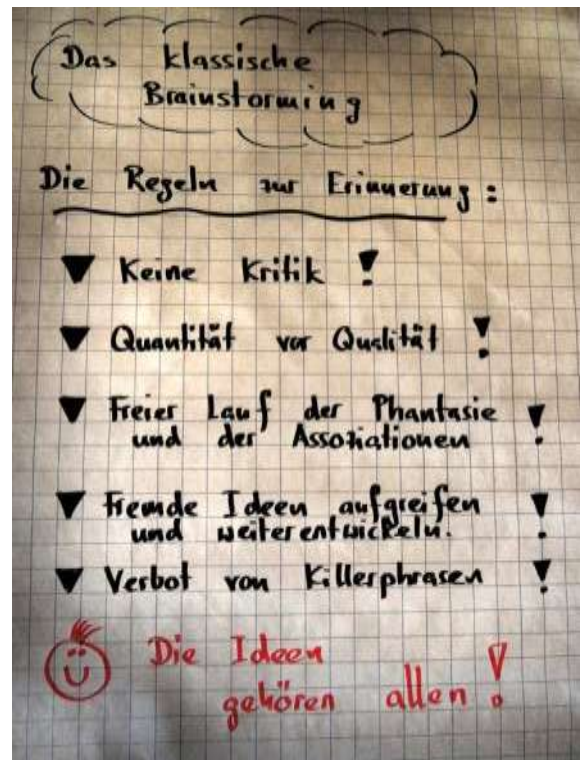 Das klassische
Brainstorming
Die Regeln zur Erinnerung:
Keine Kritik!
Quantität vor Qualität!
Freier Lauf der Phantasie
und der Assoziationen!
Fremde Ideen aufgreifen
und weiterentwickeln.!
Verbot von Killerphrasen!
Die Ideen
gehören allen!